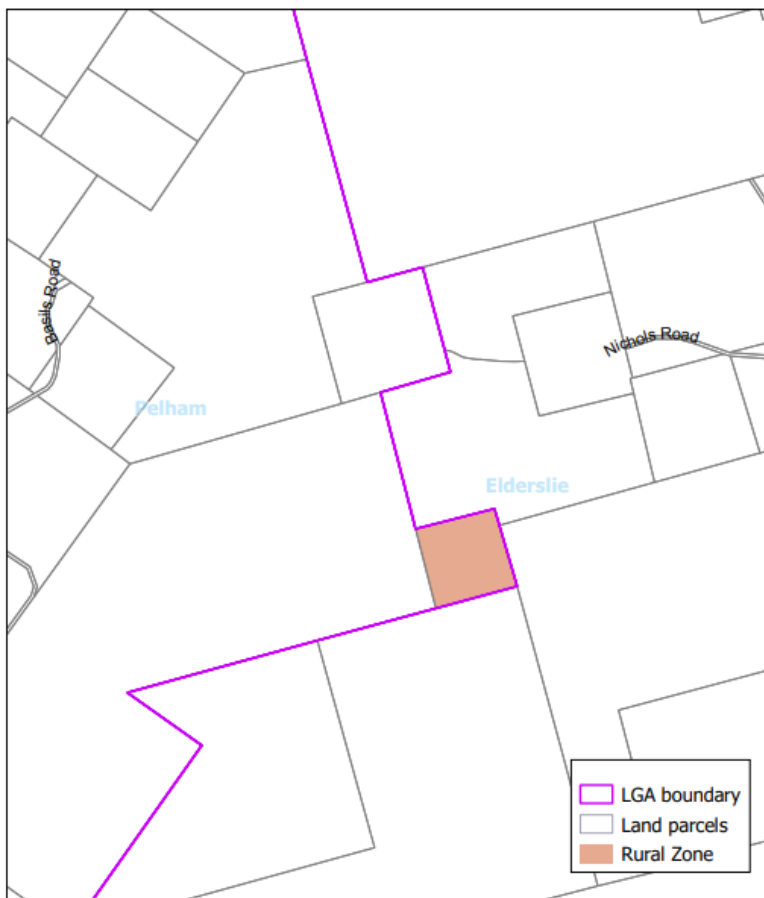 Basils Road
Nichols Road
Pelham
Elderslie
LGA boundary
Land parcels
Rural Zone